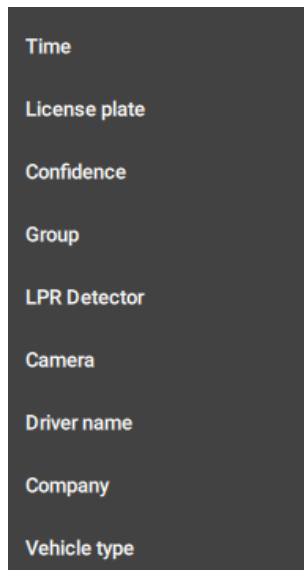 Time
License plate
Confidence
Group
LPR Detector
Camera
Driver name
Company
Vehicle type